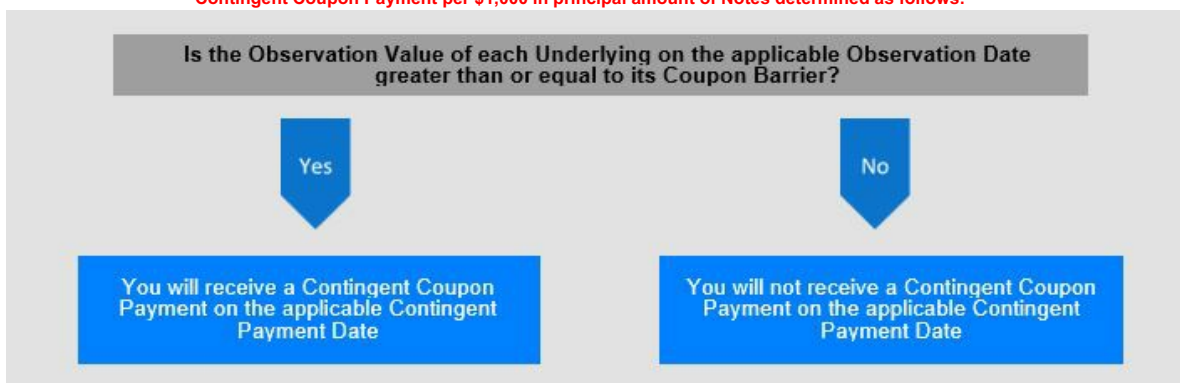 Contingent Coupon Payment per $1,000 in principal amount of Notes determined as follows:
Is the Observation Value of each Underlying on the applicable Observation Date
greater than or equal to its Coupon Barrier?
Yes
No
You will receive a Contingent Coupon
Payment on the applicable Contingent
Payment Date
You will not receive a Contingent Coupon
Payment on the applicable Contingent
Payment Date